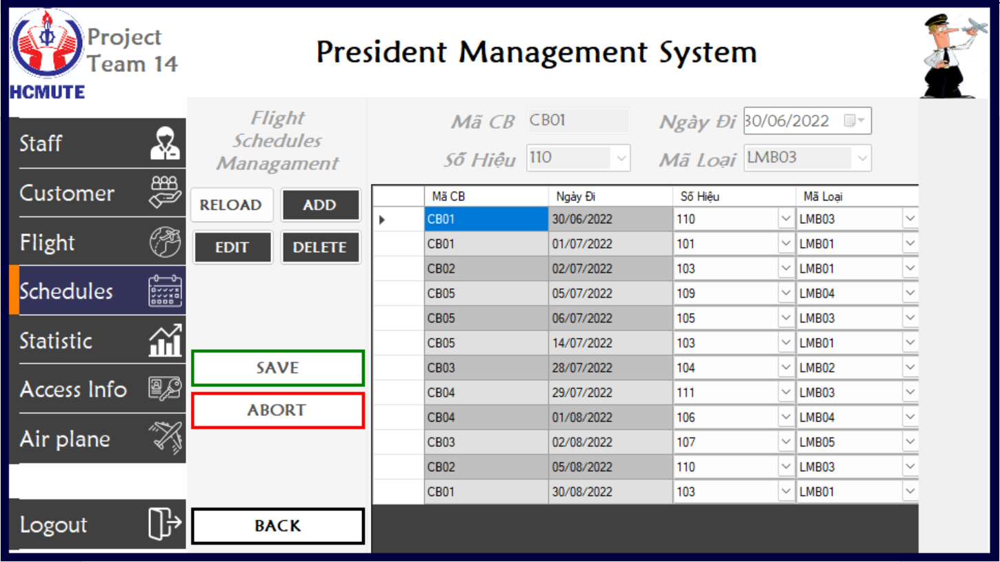 Project
Team 14
HCMUTE
President Management System
Staff
Customer
Flight
Schedules
Statistic
Access Info
Air plane
Logout
Flight
Schedules
Managament
RELOAD ADD
EDIT DELETE
SAVE
ABORT
BACK
Mã CB CB01 Ngày Đi 30/06/2022
Số Hiệu 110 Mã Loại LMB03
Mã CB Ngày Đi Số Hiệu Mã Loại
CB01 30/06/2022 110 LMB03
CB01 01/07/2022 101 LMB01
CB02 02/07/2022 103 LMB01
CB05 05/07/2022 109 LMB04
CB05 06/07/2022 105 LMB03
CB05 14/07/2022 103 LMB01
CB03 28/07/2022 104 LMB02
CB04 29/07/2022 111 LMB03
CB04 01/08/2022 106 LMB04
CB03 02/08/2022 107 LMB05
CB02 05/08/2022 110 LMB03
CB01 30/08/2022 103 LMB01